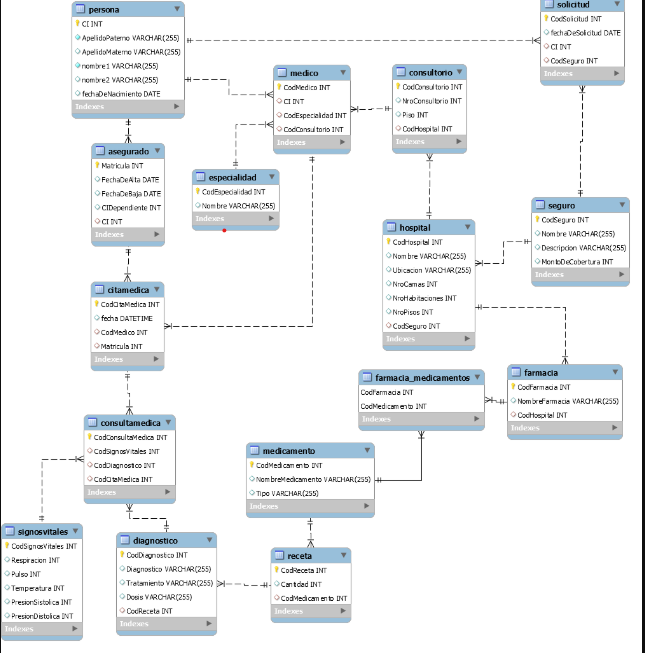 persona
CI INT
ApellidoPaterno VARCHAR(255)
ApellidoMaterno VARCHAR(255)
nombre1 VARCHAR(255)
nombre2 VARCHAR(255)
fechaDeNacimiento DATE
Indexes
solicitud
CodSolicitud INT
fechaDeSolicitud DATE
CI INT
CodSeguro INT
Indexes
medico
CodMedico INT
CI INT
CodEspecialidad INT
CodConsultorio INT
Indexes
consultorio
CodConsultorio INT
NroConsultorio INT
Piso INT
CodHospital INT
Indexes
asegurado
Matricula INT
FechaDeAlta DATE
FechaDeBaja DATE
CIDependiente INT
CI INT
Indexes
especialidad
CodEspecialidad INT
Nombre VARCHAR(255)
Indexes
seguro
CodSeguro INT
Nombre VARCHAR(255)
Descripcion VARCHAR(255)
MontoDeCobertura INT
Indexes
hospital
CodHospital INT
Nombre VARCHAR(255)
Ubicacion VARCHAR(255)
NroCamas INT
NroHabitaciones INT
NroPisos INT
CodSeguro INT
Indexes
citamedica
CodCitaMedica INT
fecha DATETIME
CodMedico INT
Matricula INT
Indexes
farmacia_medicamentos
CodFarmacia INT
CodMedicamento INT
Indexes
farmacia
CodFarmacia INT
NombreFarmacia VARCHAR(255)
CodHospital INT
Indexes
consultamedica
CodConsultaMedica INT
CodSignosVitales INT
CodDiagnostico INT
CodCitaMedica INT
Indexes
medicamento
CodMedicamento INT
NombreMedicamento VARCHAR(255)
Tipo VARCHAR(255)
Indexes
signosvitales
CodSignosVitales INT
Respiracion INT
Pulso INT
Temperatura INT
PresionSistolica INT
PresionDistolica INT
Indexes
diagnostico
CodDiagnostico INT
Diagnostico VARCHAR(255)
Tratamiento VARCHAR(255)
Dosis VARCHAR(255)
CodReceta INT
Indexes
receta
CodReceta INT
Cantidad INT
CodMedicamento INT
Indexes